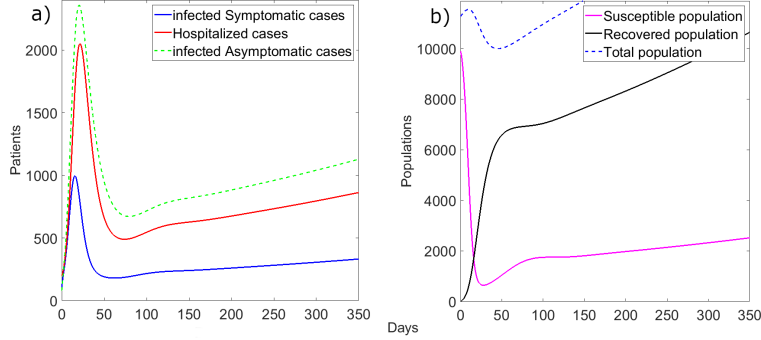 a)
infected Symptomatic cases
Hospitalized cases
infected Asymptomatic cases
Patients
2000
1500
1000
500
0
0 50 100 150 200 250 300 350
b)
Susceptible population
Recovered population
Total population
Populations
10000
8000
6000
4000
2000
0
0 50 100 150 200 250 300 350
Days